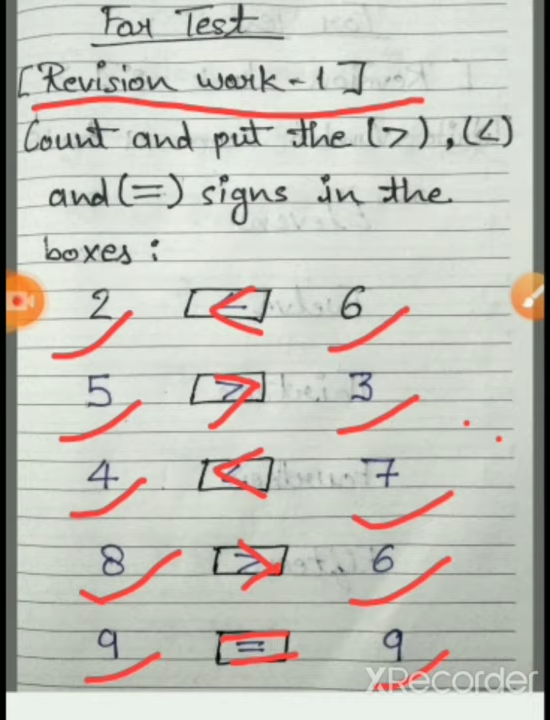 For Test
[Revision work-1]
Count and put the (>), (<)
and (=) signs in the
boxes :
2 < 6
5 > 3
4 < 7
8 > 6
9 = 9
XRecorder